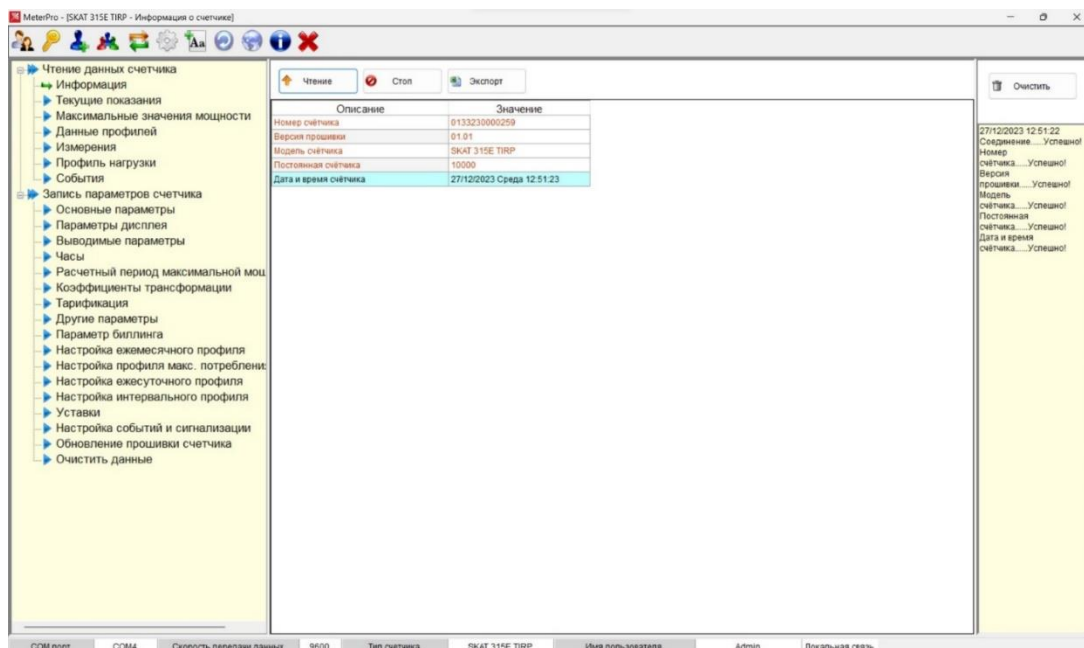 MeterPro - [SKAT 315E TIRP - Информация о счетчике]
Aa
Чтение данных счетчика
Информация
Текущие показания
Максимальные значения мощности
Данные профилей
Измерения
Профиль нагрузки
События
Запись параметров счетчика
Основные параметры
Параметры дисплея
Выводимые параметры
Часы
Расчетный период максимальной мощ
Коэффициенты трансформации
Тарификация
Другие параметры
Параметр биллинга
Настройка ежемесячного профиля
Настройка профиля макс. потреблени
Настройка ежесуточного профиля
Настройка интервального профиля
Уставки
Настройка событий и сигнализации
Обновление прошивки счетчика
Очистить данные
Чтение Стоп Экспорт
Описание Значение
Номер счётчика 0133230000259
Версия прошивки 01.01
Модель счётчика SKAT 315E TIRP
Постоянная счётчика 10000
Дата и время счётчика 27/12/2023 Среда 12:51:23
Очистить
27/12/2023 12:51:22
Соединение.....Успешно!
Номер
счётчика......Успешно!
Версия
прошивки......Успешно!
Модель
счётчика......Успешно!
Постоянная
счётчика......Успешно!
Дата и время
счётчика......Успешно!
COM порт COM4 Скорость передачи данных 9600 Тип счетчика SKAT 315E TIRP Имя пользователя Admin Локальная связь